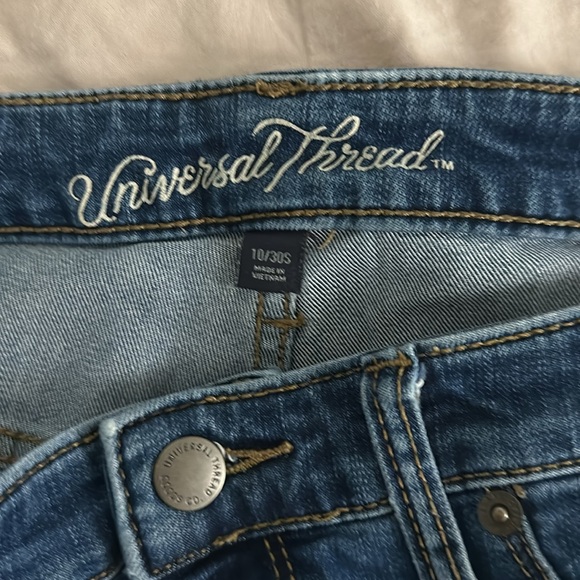 Universal Thread™
10/30S
MADE IN
VIETNAM
UNIVERSAL THREAD
GOODS CO.